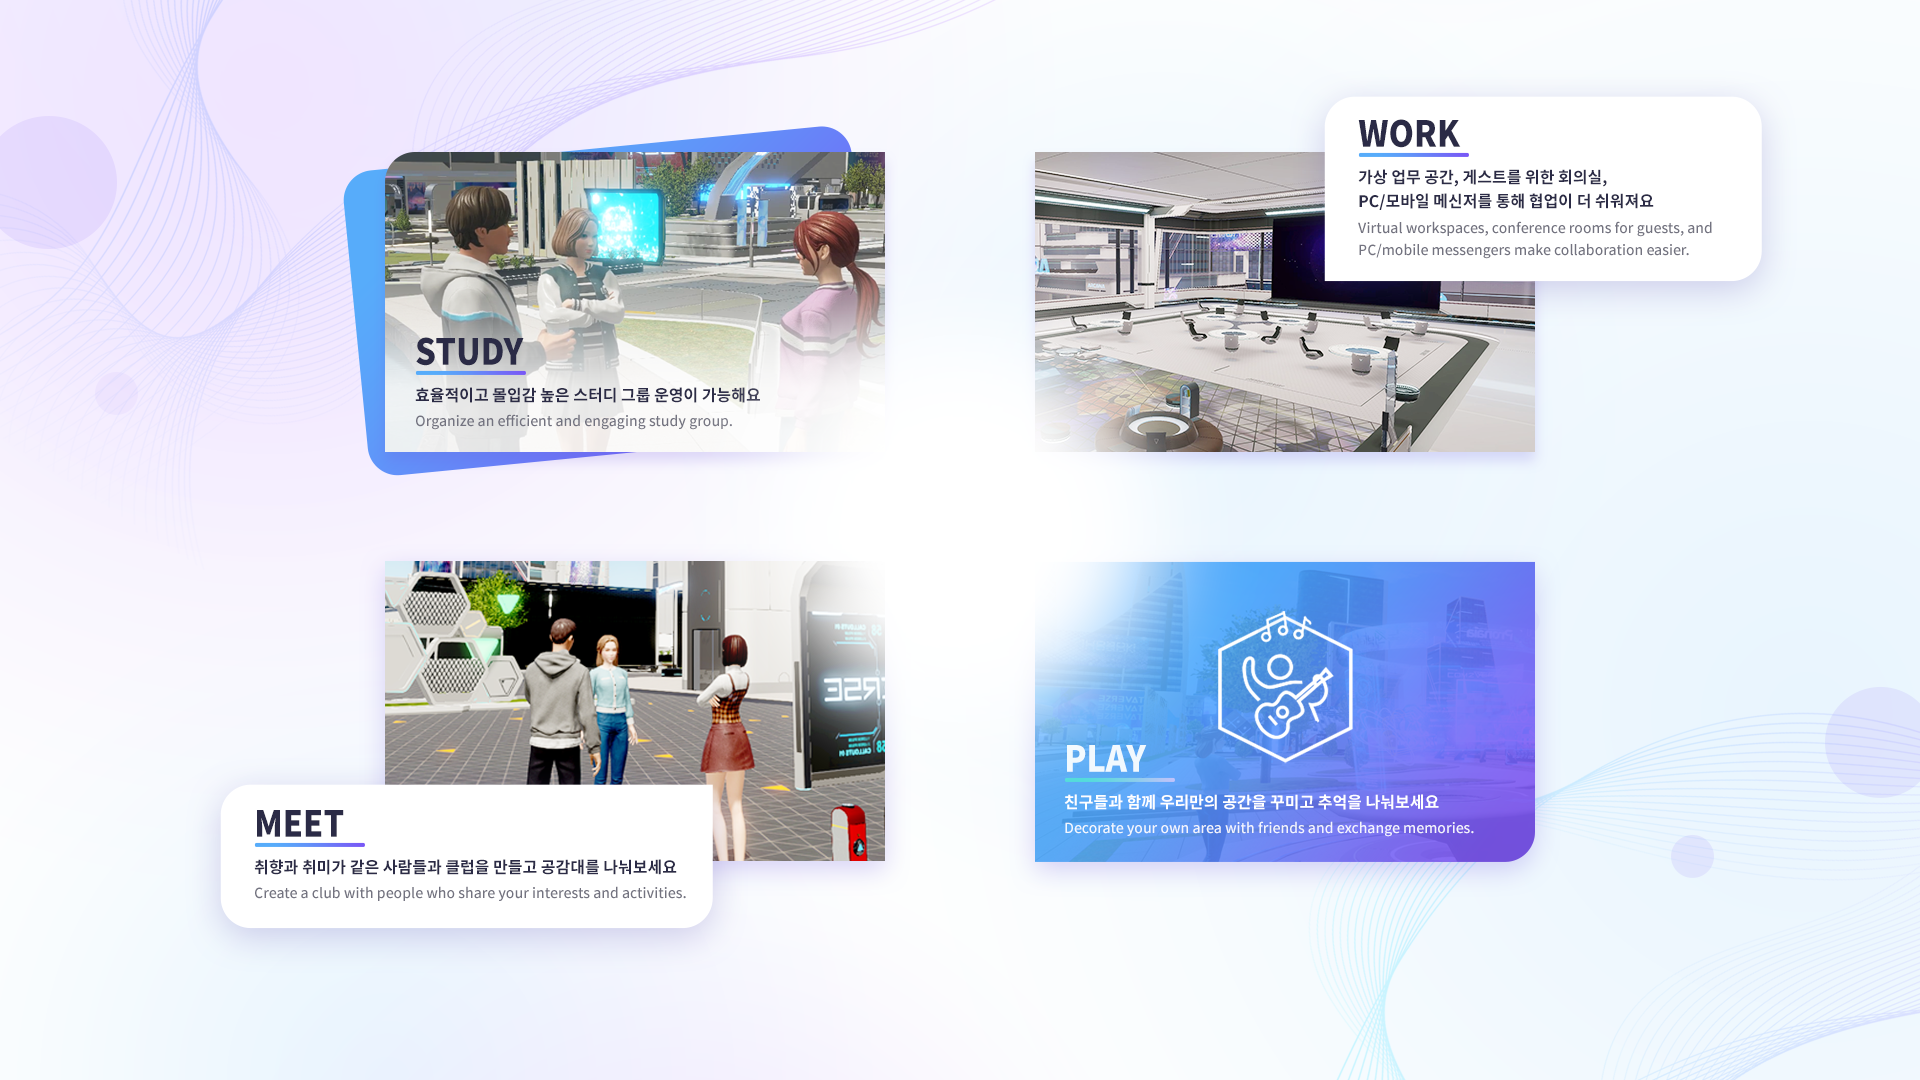 STUDY
효율적이고 몰입감 높은 스터디 그룹 운영이 가능해요
Organize an efficient and engaging study group.
WORK
가상 업무 공간, 게스트를 위한 회의실,
PC/모바일 메신저를 통해 협업이 더 쉬워져요
Virtual workspaces, conference rooms for guests, and
PC/mobile messengers make collaboration easier.
MEET
취향과 취미가 같은 사람들과 클럽을 만들고 공감대를 나눠보세요
Create a club with people who share your interests and activities.
PLAY
친구들과 함께 우리만의 공간을 꾸미고 추억을 나눠보세요
Decorate your own area with friends and exchange memories.